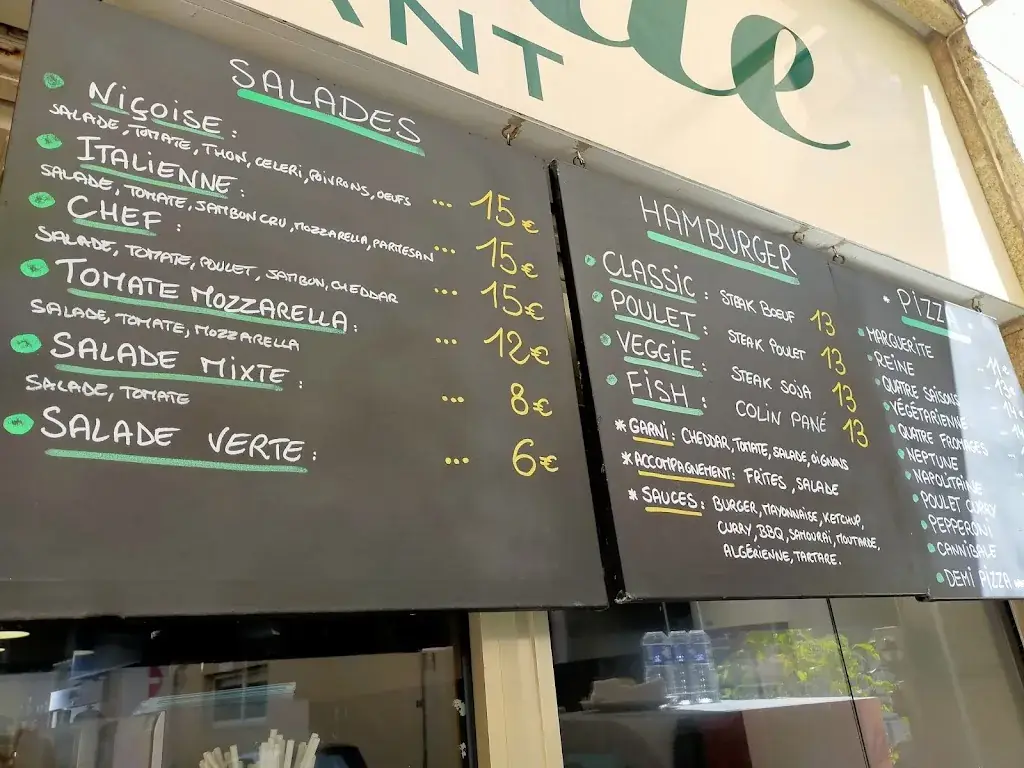 ANT
SALADES
NIÇOISE :
SALADE, TOMATE, THON, CELERI, POIVRONS, OEUFS ... 15€
ITALIENNE :
SALADE, TOMATE, JAMBON CRU, MOZZARELLA, PARMESAN ... 15€
CHEF :
SALADE, TOMATE, POULET, JAMBON, CHEDDAR ... 15€
TOMATE MOZZARELLA :
SALADE, TOMATE, MOZZARELLA ... 12€
SALADE MIXTE :
SALADE, TOMATE ... 8€
SALADE VERTE : ... 6€
HAMBURGER
CLASSIC : STEAK BOEUF 13
POULET : STEAK POULET 13
VEGGIE : STEAK SOJA 13
FISH : COLIN PANÉ 13
* GARNI : CHEDDAR, TOMATE, SALADE, OIGNONS
* ACCOMPAGNEMENT : FRITES, SALADE
* SAUCES : BURGER, MAYONNAISE, KETCHUP,
CURRY, BBQ, SAMOURAÏ, MOUTARDE,
ALGÉRIENNE, TARTARE.
PIZZA
MARGUERITE
REINE
QUATRE SAISONS
VÉGÉTARIENNE
QUATRE FROMAGES
NEPTUNE
NAPOLITAINE
POULET CURRY
PEPPERONI
CANNIBALE
DEMI PIZZA